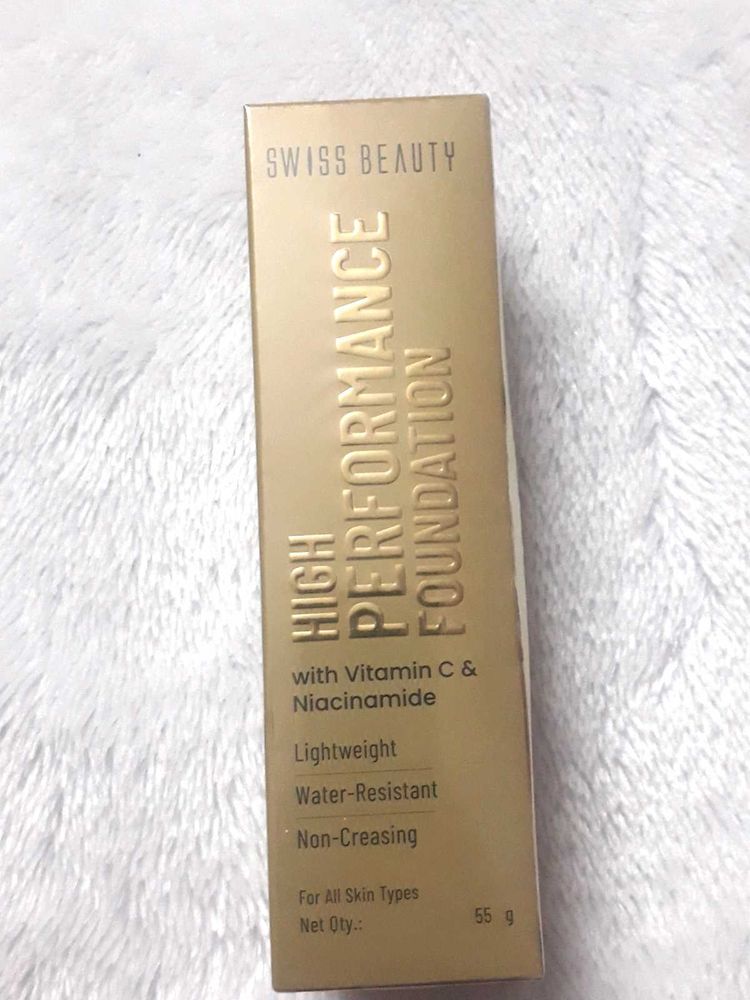 SWISS BEAUTY
HIGH
PERFORMANCE
FOUNDATION
with Vitamin C &
Niacinamide
Lightweight
Water-Resistant
Non-Creasing
For All Skin Types
Net Qty.: 55 g